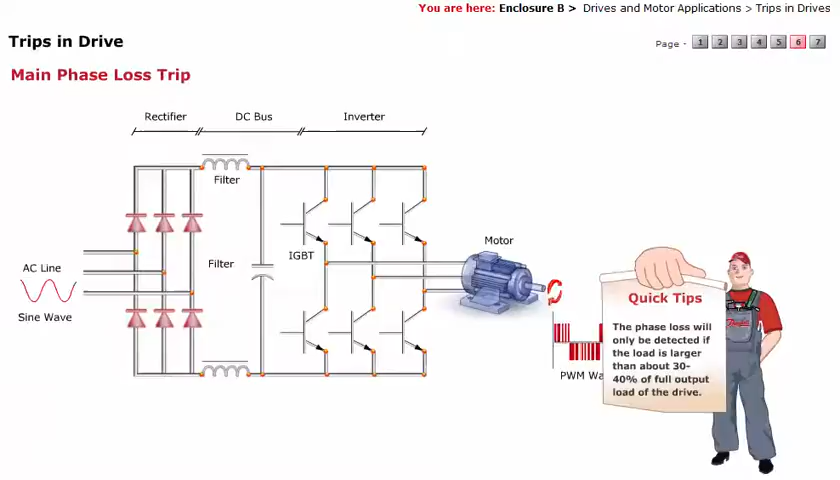 You are here: Enclosure B > Drives and Motor Applications > Trips in Drives
Trips in Drive
Page - 1 2 3 4 5 6 7
Main Phase Loss Trip
Rectifier DC Bus Inverter
Filter
Filter
IGBT
Motor
AC Line
Sine Wave
PWM Wa
Quick Tips
The phase loss will
only be detected if
the load is larger
than about 30-
40% of full output
load of the drive.
Danfoss